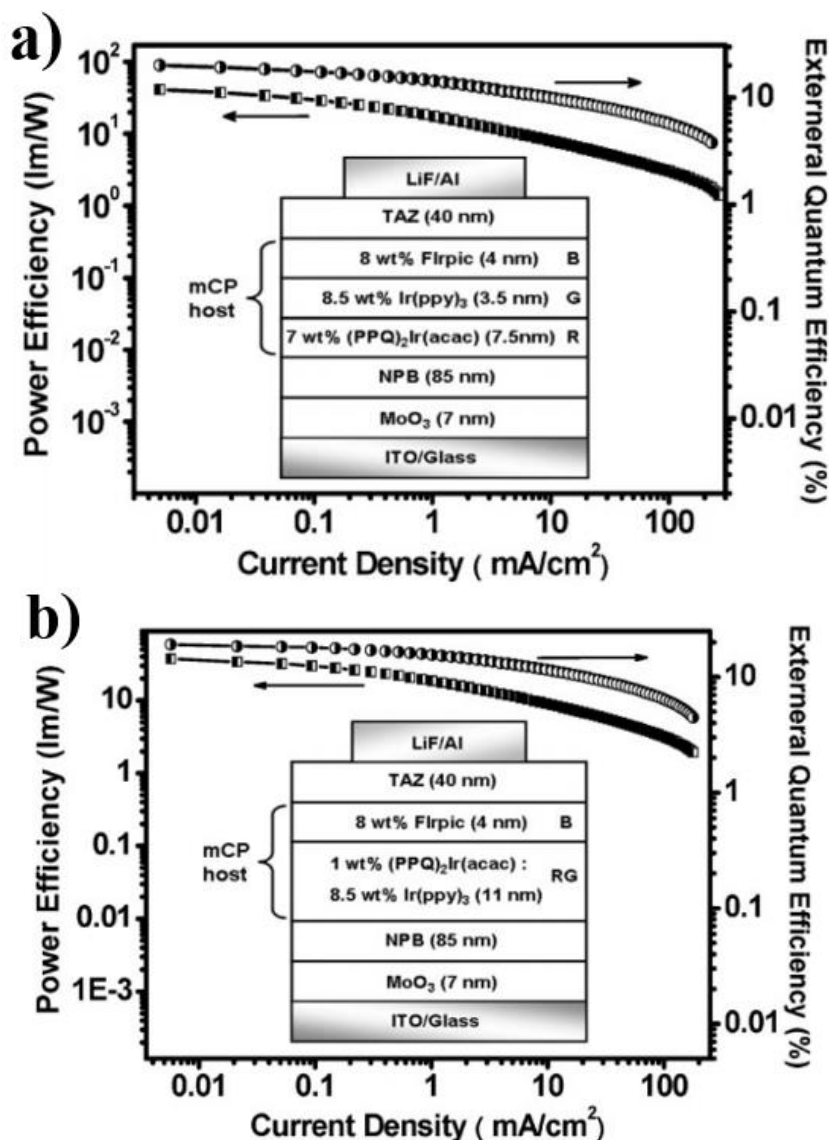 a)
Power Efficiency (lm/W)
10²
10¹
10⁰
10⁻¹
10⁻²
10⁻³
Externeral Quantum Efficiency (%)
10
1
0.1
0.01
LiF/Al
TAZ (40 nm)
8 wt% FIrpic (4 nm) B
8.5 wt% Ir(ppy)₃ (3.5 nm) G
7 wt% (PPQ)₂Ir(acac) (7.5nm) R
mCP
host
NPB (85 nm)
MoO₃ (7 nm)
ITO/Glass
0.01 0.1 1 10 100
Current Density ( mA/cm²)
b)
Power Efficiency (lm/W)
10
1
0.1
0.01
1E-3
Externeral Quantum Efficiency (%)
10
1
0.1
0.01
LiF/Al
TAZ (40 nm)
8 wt% FIrpic (4 nm) B
1 wt% (PPQ)₂Ir(acac) :
8.5 wt% Ir(ppy)₃ (11 nm)
RG
mCP
host
NPB (85 nm)
MoO₃ (7 nm)
ITO/Glass
0.01 0.1 1 10 100
Current Density ( mA/cm²)